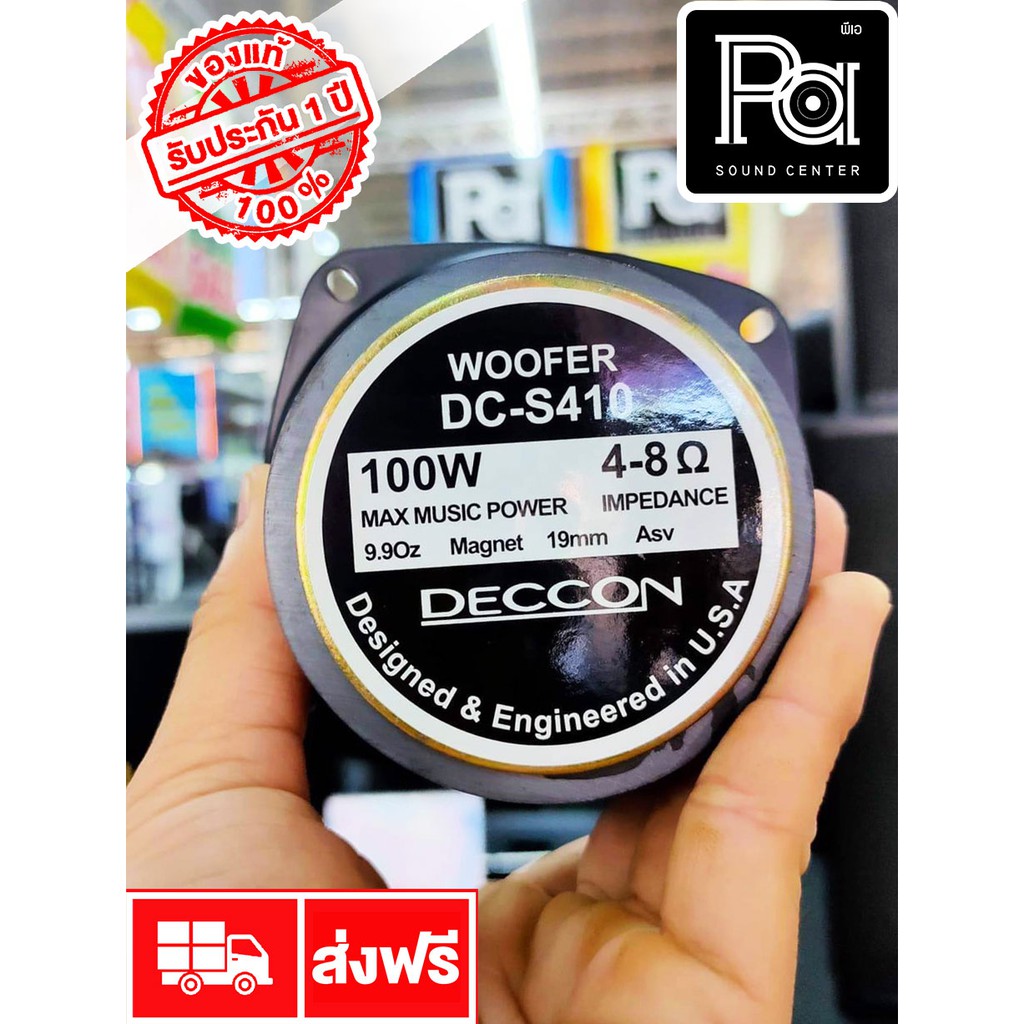 ของแท้
รับประกัน 1 ปี
100%
พีเอ
Pa
SOUND CENTER
Pa
Pa
WOOFER
DC-S410
100W 4-8 Ω
MAX MUSIC POWER IMPEDANCE
9.9Oz Magnet 19mm Asv
DECCON
Designed & Engineered in U.S.A
ส่งฟรี